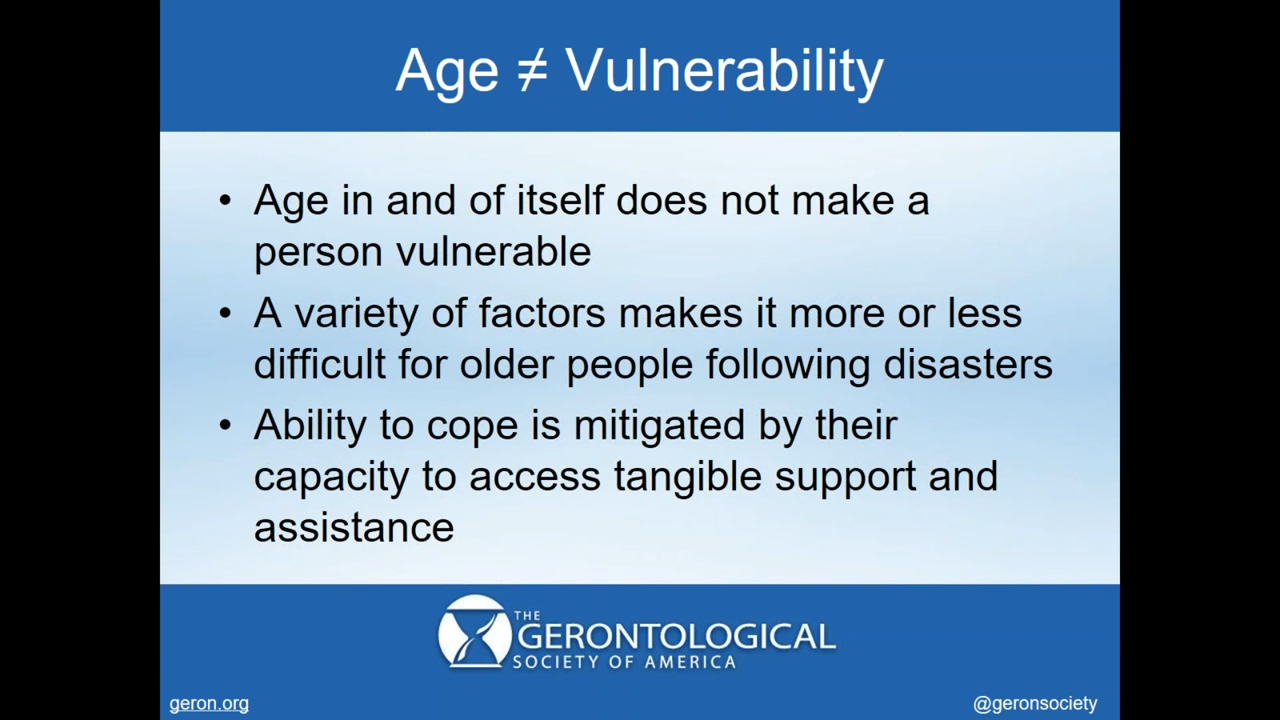 Age ≠ Vulnerability
• Age in and of itself does not make a
person vulnerable
• A variety of factors makes it more or less
difficult for older people following disasters
• Ability to cope is mitigated by their
capacity to access tangible support and
assistance
THE
GERONTOLOGICAL
SOCIETY OF AMERICA
geron.org
@geronsociety